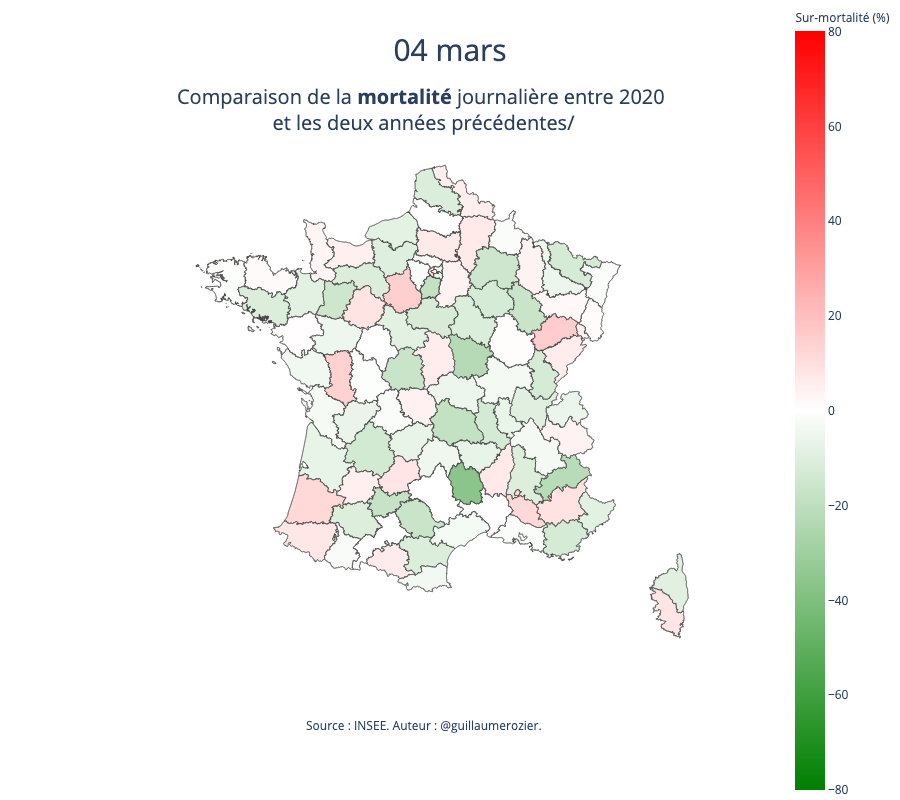 Sur-mortalité (%)
04 mars
Comparaison de la mortalité journalière entre 2020
et les deux années précédentes/
80
60
40
20
0
−20
−40
−60
−80
Source : INSEE. Auteur : @guillaumerozier.